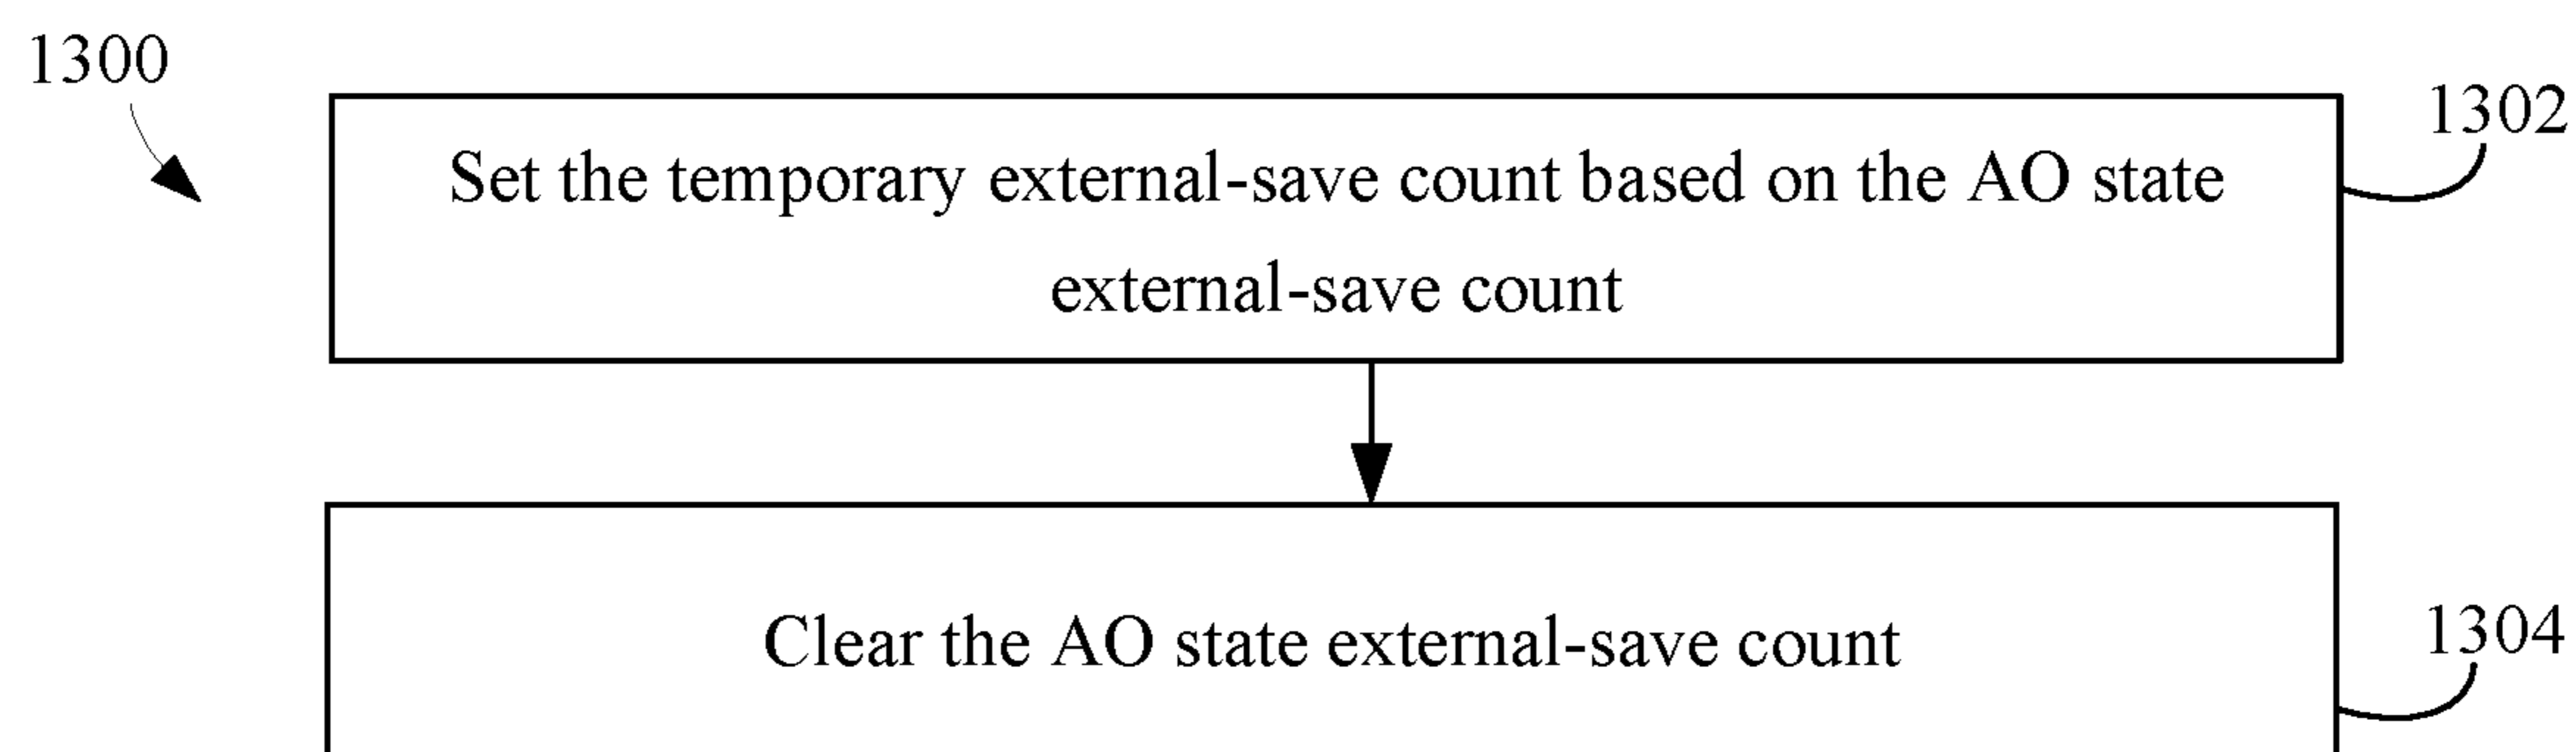 1300
1302
Set the temporary external-save count based on the AO state
external-save count
Clear the AO state external-save count
1304